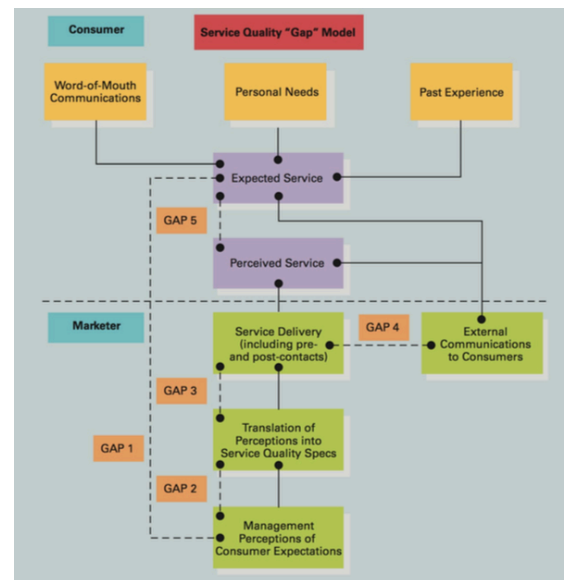 Consumer
Service Quality "Gap" Model
Word-of-Mouth
Communications
Personal Needs
Past Experience
Expected Service
GAP 5
Perceived Service
Marketer
Service Delivery
(including pre-
and post-contacts)
GAP 4
External
Communications
to Consumers
GAP 3
Translation of
Perceptions into
Service Quality Specs
GAP 1
GAP 2
Management
Perceptions of
Consumer Expectations